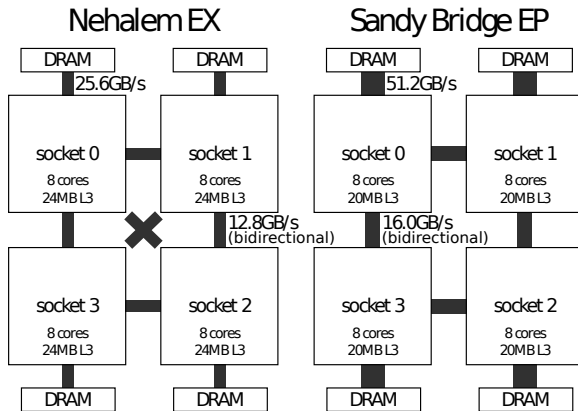 Nehalem EX
DRAM
DRAM
25.6GB/s
socket 0
8 cores
24MB L3
socket 1
8 cores
24MB L3
12.8GB/s
(bidirectional)
socket 3
8 cores
24MB L3
socket 2
8 cores
24MB L3
DRAM
DRAM
Sandy Bridge EP
DRAM
DRAM
51.2GB/s
socket 0
8 cores
20MB L3
socket 1
8 cores
20MB L3
16.0GB/s
(bidirectional)
socket 3
8 cores
20MB L3
socket 2
8 cores
20MB L3
DRAM
DRAM